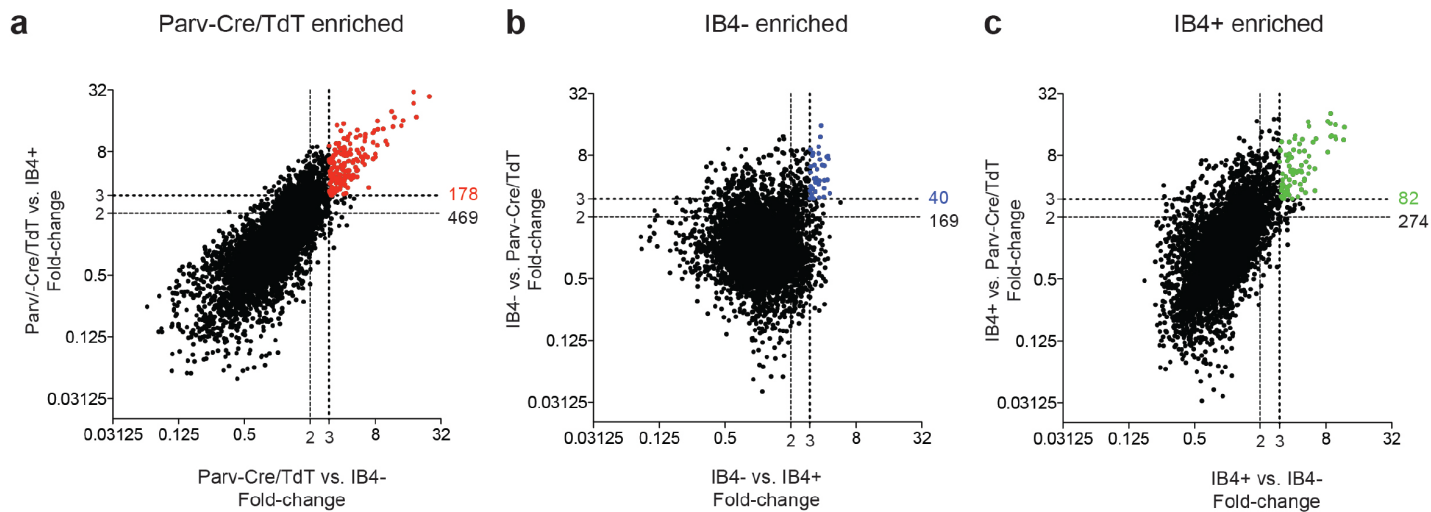 a
Parv-Cre/TdT enriched
32
8
3
2
0.5
0.125
0.03125
Parv/-Cre/TdT vs. IB4+
Fold-change
178
469
0.03125
0.125
0.5
2
3
8
32
Parv-Cre/TdT vs. IB4-
Fold-change
b
IB4- enriched
32
8
3
2
0.5
0.125
0.03125
IB4- vs. Parv-Cre/TdT
Fold-change
40
169
0.03125
0.125
0.5
2
3
8
32
IB4- vs. IB4+
Fold-change
c
IB4+ enriched
32
8
3
2
0.5
0.125
0.03125
IB4+ vs. Parv-Cre/TdT
Fold-change
82
274
0.03125
0.125
0.5
2
3
8
32
IB4+ vs. IB4-
Fold-change